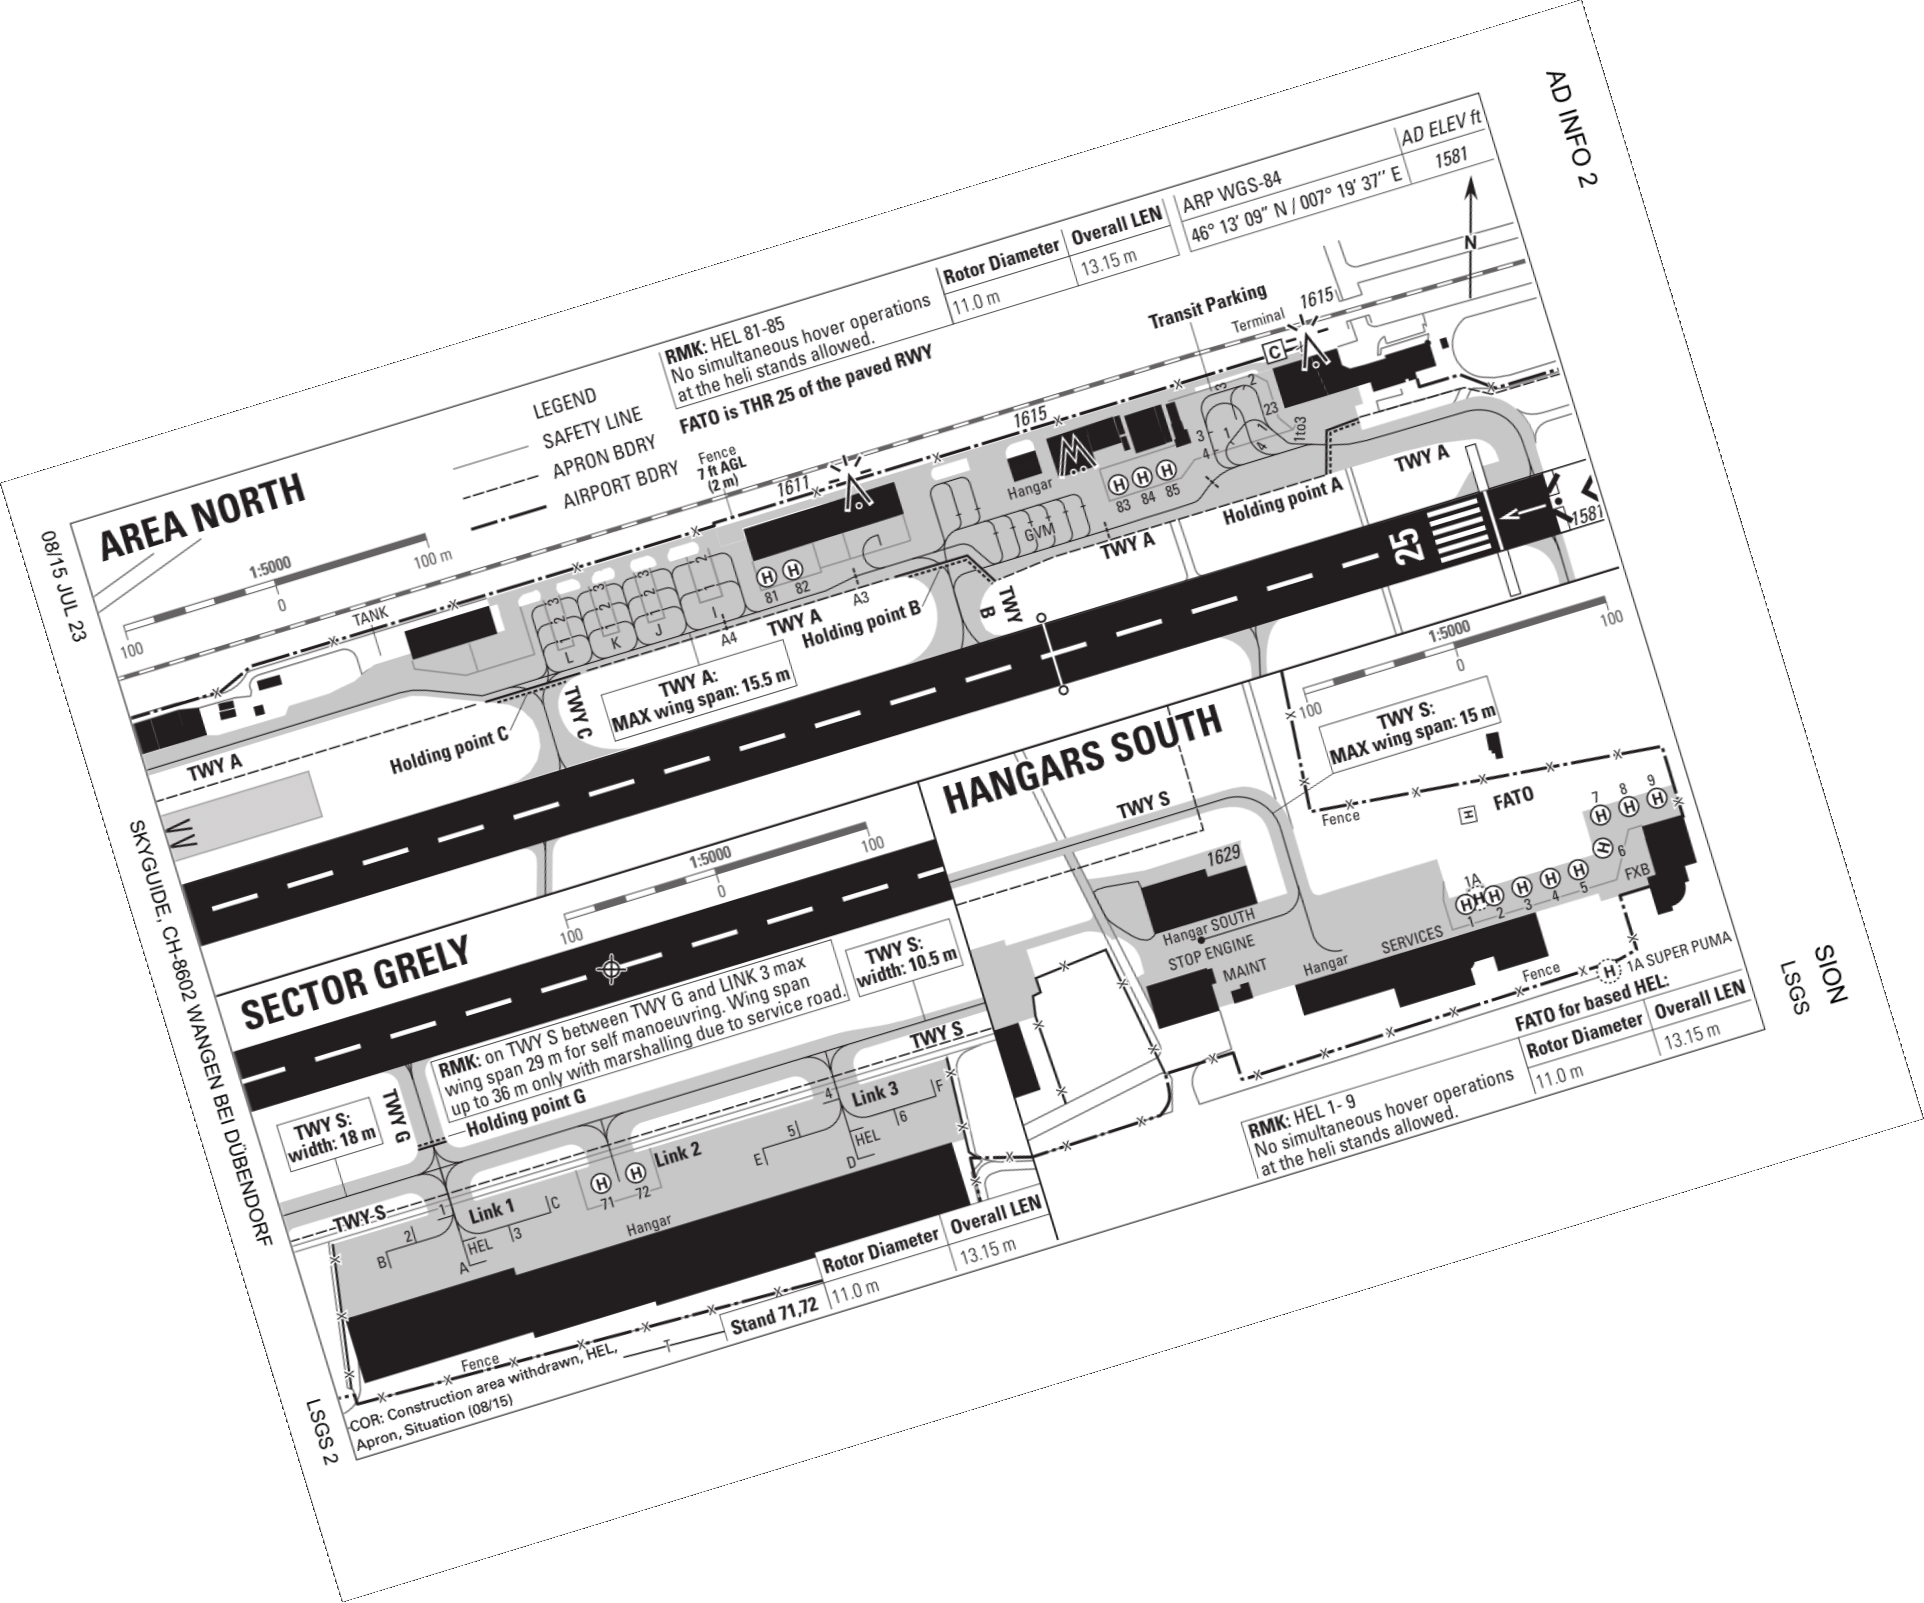 AD INFO 2
SION
LSGS
08/15 JUL 23
SKYGUIDE, CH-8602 WANGEN BEI DÜBENDORF
LSGS 2
AREA NORTH
1:5000
100
0
100 m
LEGEND
SAFETY LINE
APRON BDRY
AIRPORT BDRY
RMK: HEL 81-85
No simultaneous hover operations
at the heli stands allowed.
FATO is THR 25 of the paved RWY
Rotor Diameter
Overall LEN
11.0 m
13.15 m
ARP WGS-84
46° 13' 09'' N / 007° 19' 37'' E
AD ELEV ft
1581
N
Transit Parking
Terminal
1615
C
1615
Fence
7 ft AGL
(2 m)
1611
TANK
Hangar
GVM
83
84
85
3
2
23
1
1
3
4
4
1to3
81
82
A3
A4
3
2
1
L
3
2
1
K
3
2
1
J
2
1
I
TWY A
Holding point A
TWY A
TWY A
Holding point B
TWY
B
TWY A:
MAX wing span: 15.5 m
TWY C
Holding point C
TWY A
25
1581
SECTOR GRELY
1:5000
100
0
100
RMK: on TWY S between TWY G and LINK 3 max
wing span 29 m for self manoeuvring. Wing span
up to 36 m only with marshalling due to service road.
TWY S:
width: 10.5 m
TWY S:
width: 18 m
TWY G
Holding point G
TWY S
TWY S
Link 1
Link 2
Link 3
1
2
B
A
HEL
3
C
H
71
H
72
Hangar
5
E
4
D
HEL
6
F
Fence
Rotor Diameter
Overall LEN
Stand 71,72
11.0 m
13.15 m
COR: Construction area withdrawn, HEL,
Apron, Situation (08/15)
T
HANGARS SOUTH
1:5000
100
0
100
TWY S:
MAX wing span: 15 m
TWY S
Fence
FATO
H
7
8
9
6
FXB
1A
1
2
3
4
5
1629
Hangar SOUTH
STOP ENGINE
MAINT
Hangar
SERVICES
Fence
H
1A SUPER PUMA
FATO for based HEL:
Rotor Diameter
Overall LEN
11.0 m
13.15 m
RMK: HEL 1- 9
No simultaneous hover operations
at the heli stands allowed.